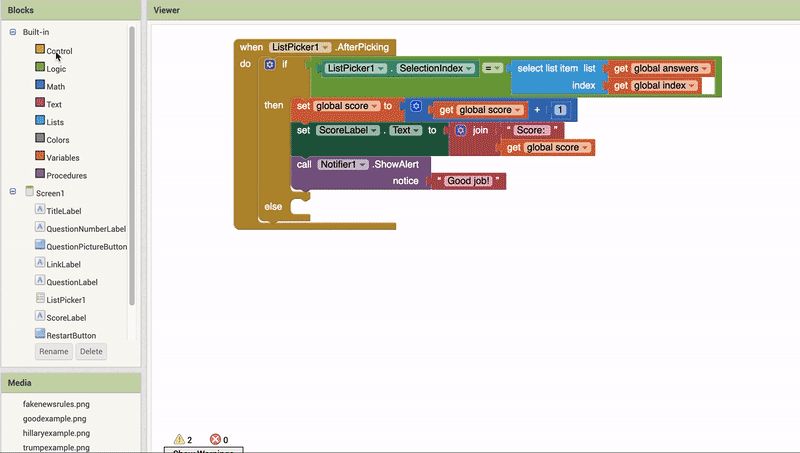 Blocks
Built-in
Control
Logic
Math
Text
Lists
Colors
Variables
Procedures
Screen1
TitleLabel
QuestionNumberLabel
QuestionPictureButton
LinkLabel
QuestionLabel
ListPicker1
ScoreLabel
RestartButton
Rename Delete
Media
fakenewsrules.png
goodexample.png
hillaryexample.png
trumpexample.png
Viewer
when ListPicker1 .AfterPicking
do if ListPicker1 . SelectionIndex = select list item list get global answers
index get global index
then set global score to get global score + 1
set ScoreLabel . Text to join " Score: "
get global score
call Notifier1 .ShowAlert
notice " Good job! "
else
2 0
Show Warnings